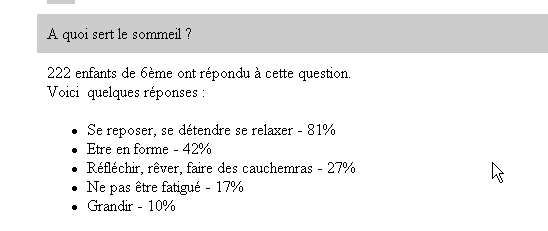 A quoi sert le sommeil ?
222 enfants de 6ème ont répondu à cette question.
Voici quelques réponses :
Se reposer, se détendre se relaxer - 81%
Etre en forme - 42%
Réfléchir, rêver, faire des cauchemras - 27%
Ne pas être fatigué - 17%
Grandir - 10%